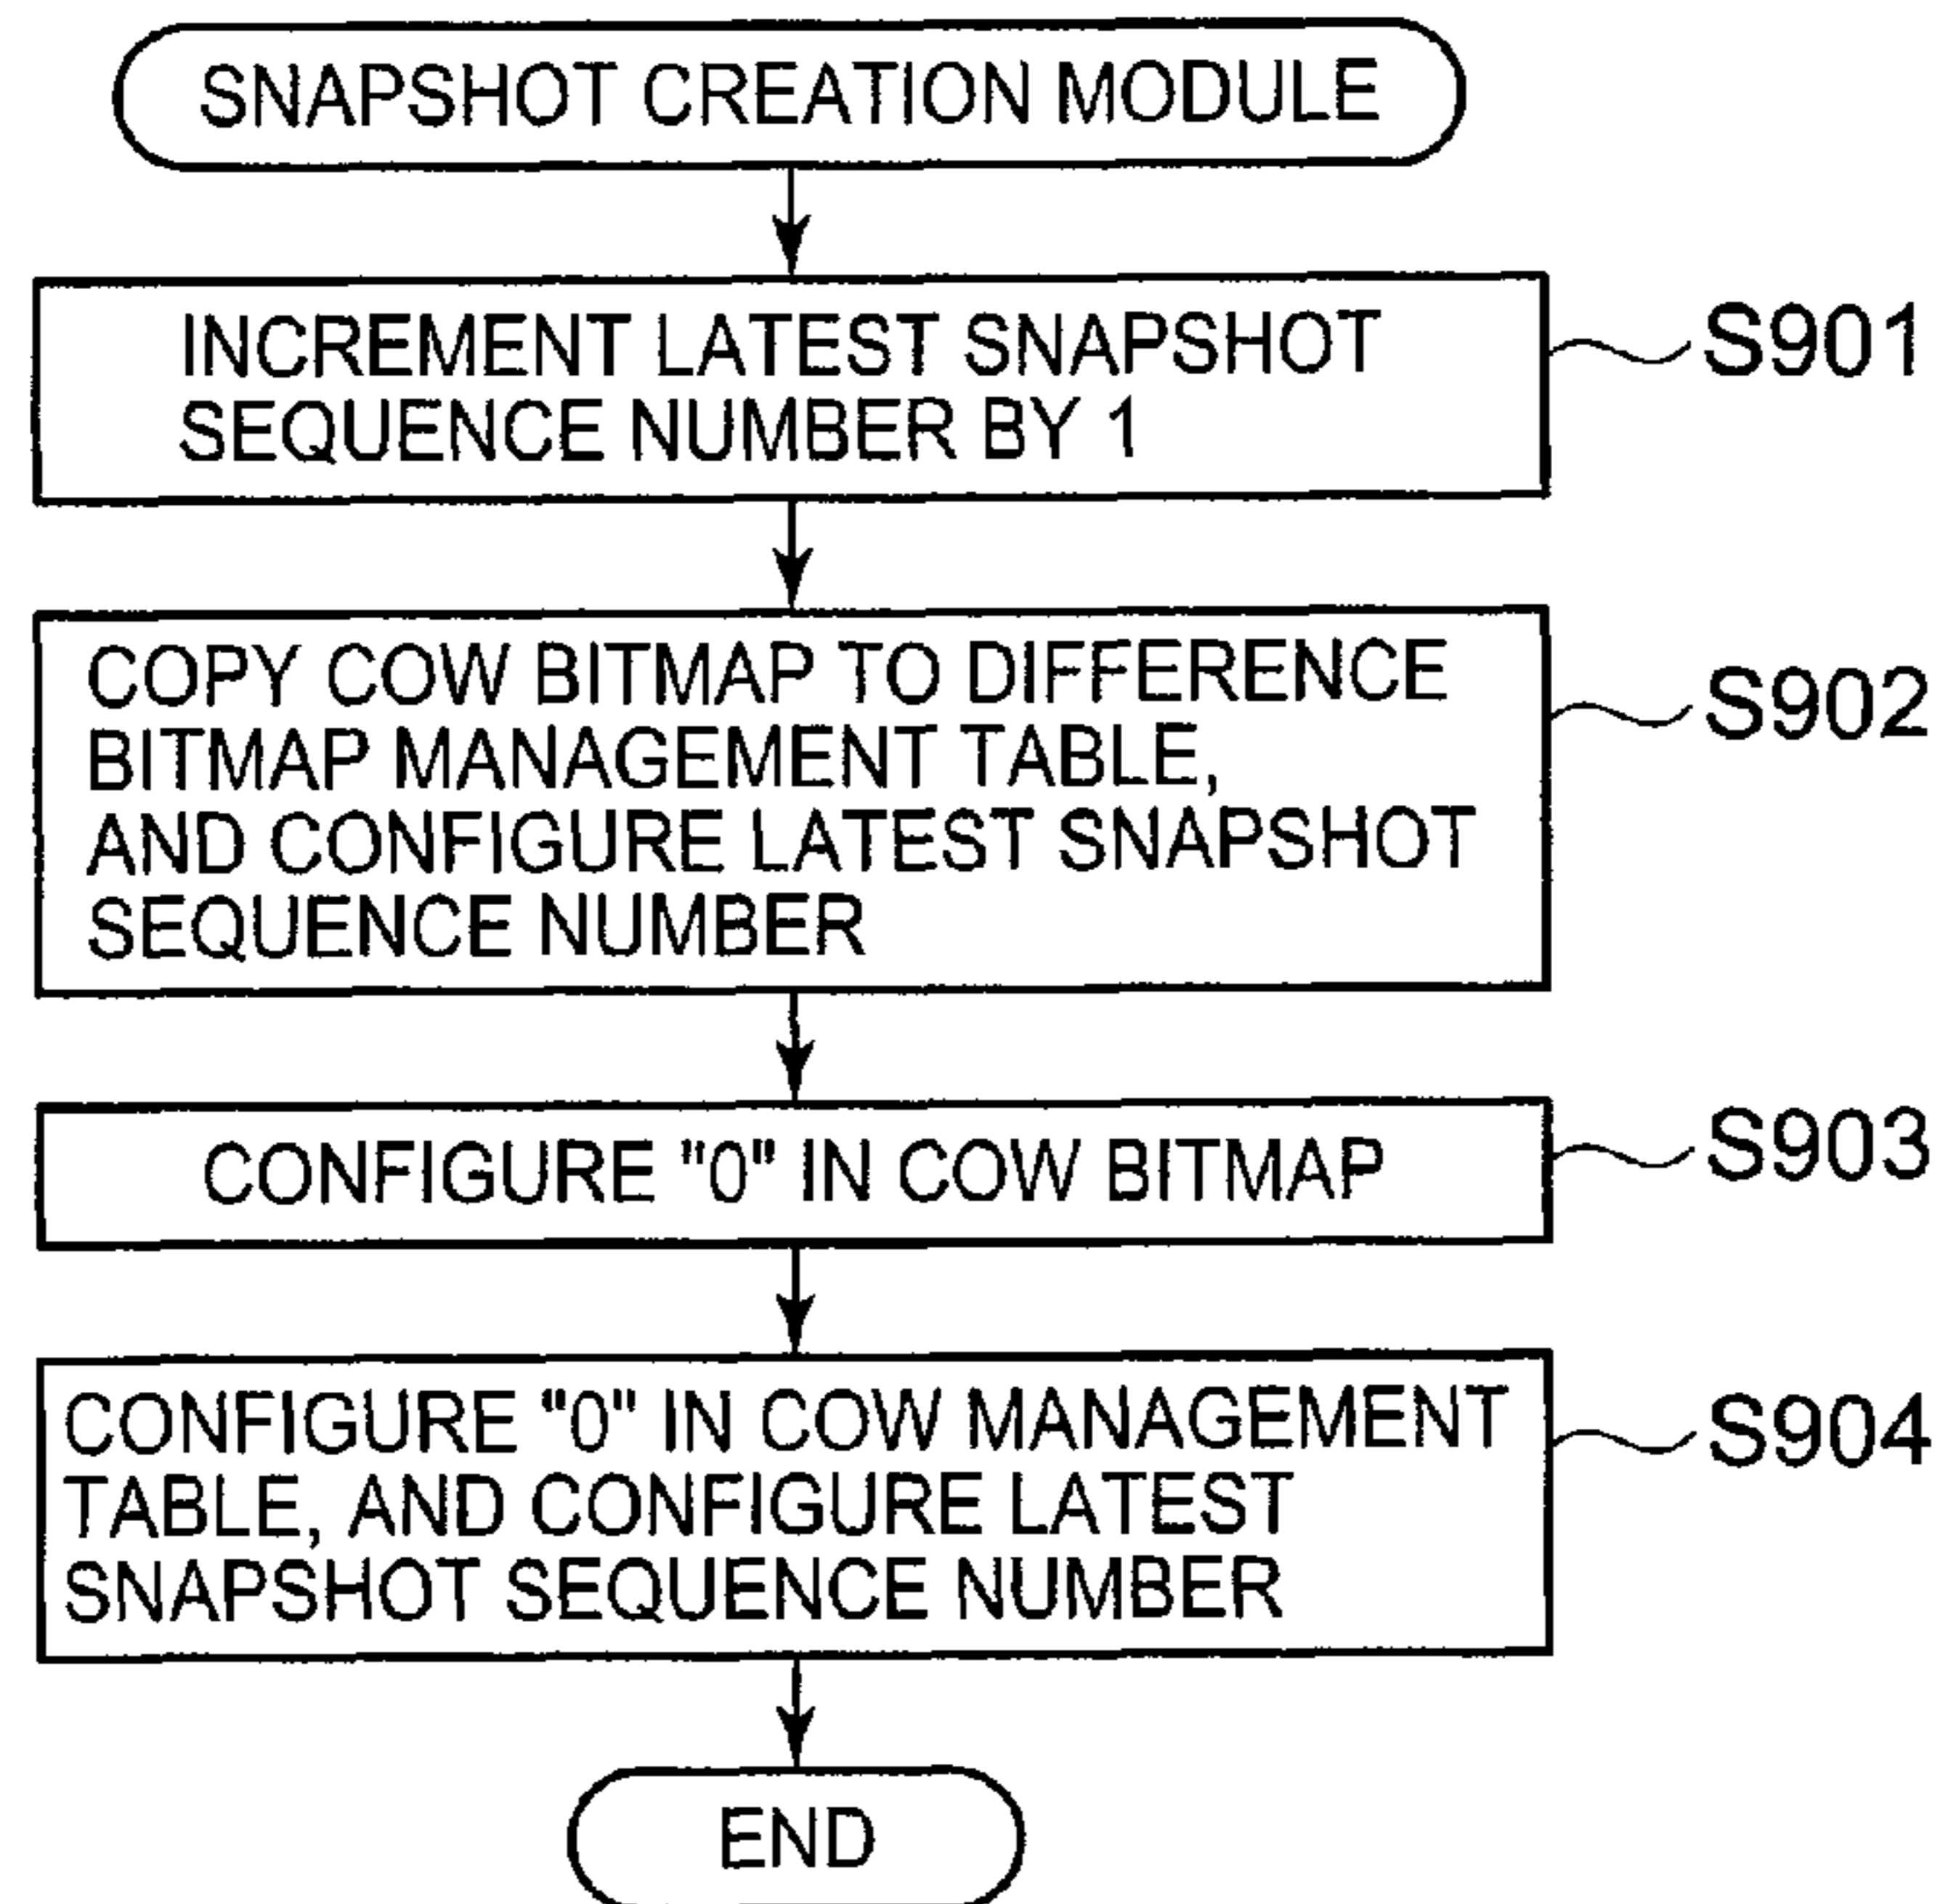 SNAPSHOT CREATION MODULE
INCREMENT LATEST SNAPSHOT
SEQUENCE NUMBER BY 1
S901
COPY COW BITMAP TO DIFFERENCE
BITMAP MANAGEMENT TABLE,
AND CONFIGURE LATEST SNAPSHOT
SEQUENCE NUMBER
S902
CONFIGURE "0" IN COW BITMAP
S903
CONFIGURE "0" IN COW MANAGEMENT
TABLE, AND CONFIGURE LATEST
SNAPSHOT SEQUENCE NUMBER
S904
END